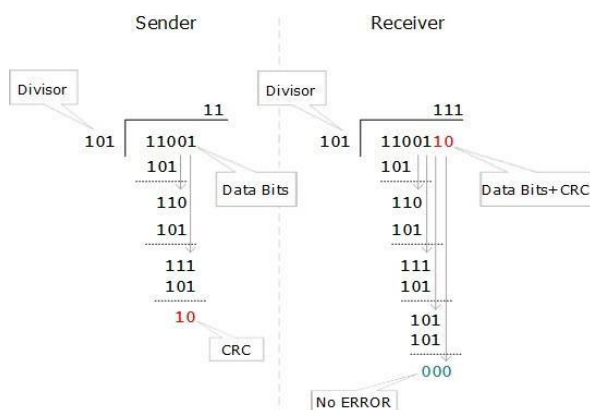 Sender
Divisor
11
101
11001
101
Data Bits
110
101
111
101
10
CRC
Receiver
Divisor
111
101
1100110
101
Data Bits+CRC
110
101
111
101
101
101
000
No ERROR